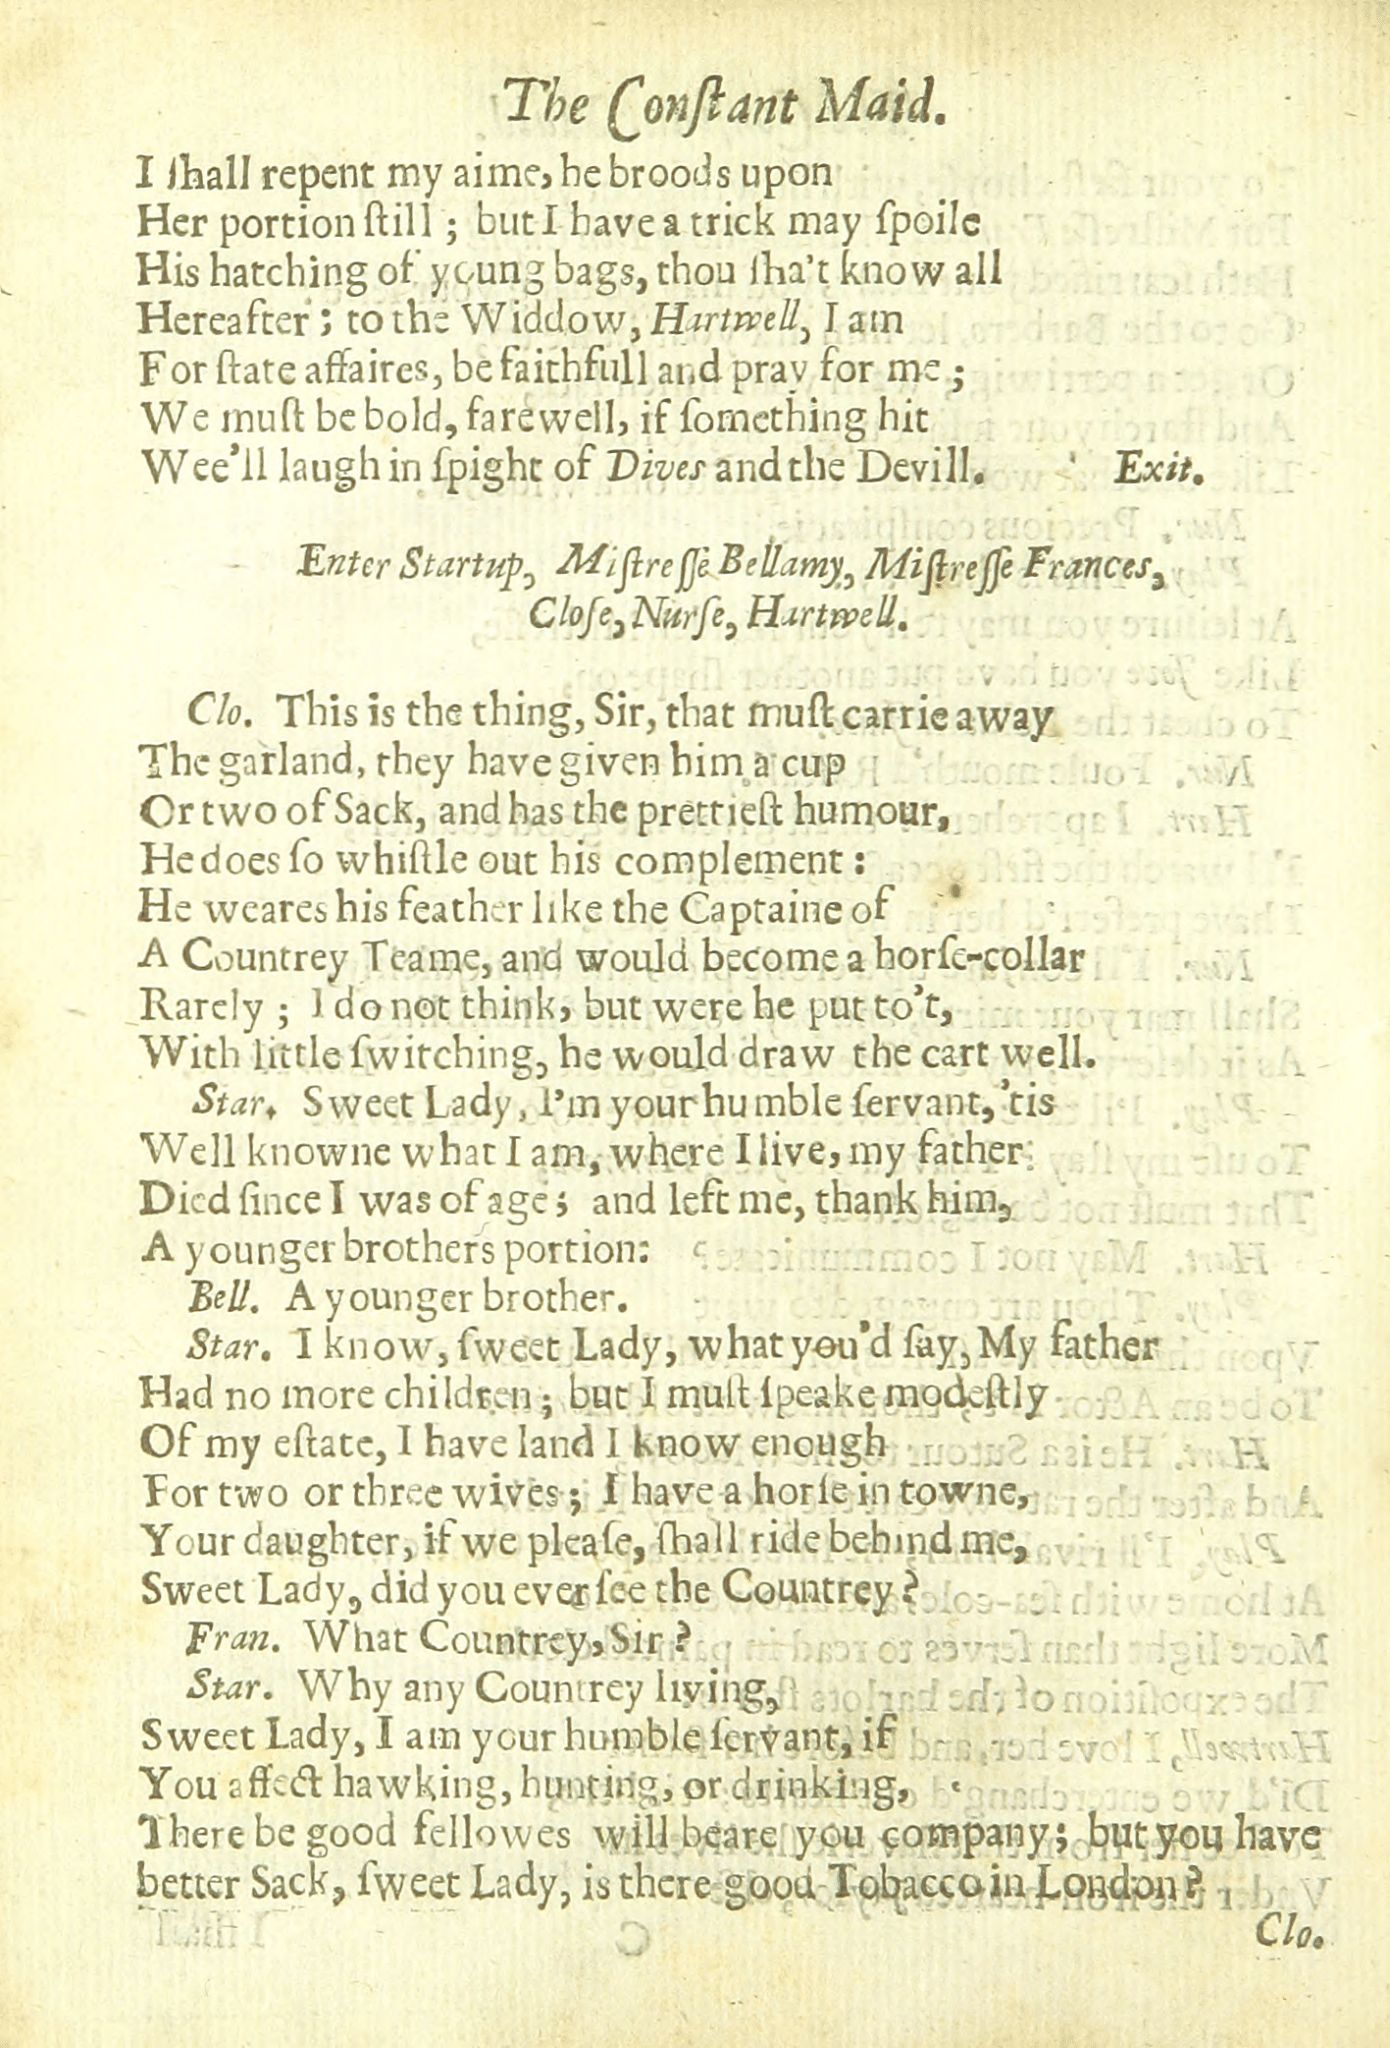 The Conſtant Maid.
I ſhall repent my aime, he broods upon
Her portion ſtill ; but I have a trick may ſpoile
His hatching of young bags, thou ſha't know all
Hereafter ; to the Widdow, Hartwell, I am
For ſtate affaires, be faithfull and pray for me ;
We muſt be bold, farewell, if ſomething hit
Wee'll laugh in ſpight of Dives and the Devill. Exit.
Enter Startup, Miſtreſſe Bellamy, Miſtreſſe Frances,
Cloſe, Nurſe, Hartwell.
Clo. This is the thing, Sir, that muſt carrie away
The garland, they have given him a cup
Or two of Sack, and has the prettieſt humour,
He does ſo whiſtle out his complement :
He weares his feather like the Captaine of
A Countrey Teame, and would become a horſe-collar
Rarely ; I do not think, but were he put to't,
With little ſwitching, he would draw the cart well.
Star. Sweet Lady, I'm your humble ſervant, 'tis
Well knowne what I am, where I live, my father
Died ſince I was of age ; and left me, thank him,
A younger brothers portion:
Bell. A younger brother.
Star. I know, ſweet Lady, what you'd ſay, My father
Had no more children ; but I muſt ſpeake modeſtly
Of my eſtate, I have land I know enough
For two or three wives ; I have a horſe in towne,
Your daughter, if we pleaſe, ſhall ride behind me,
Sweet Lady, did you ever ſee the Countrey ?
Fran. What Countrey, Sir ?
Star. Why any Countrey living,
Sweet Lady, I am your humble ſervant, if
You affect hawking, hunting, or drinking,
There be good fellowes will beare you company ; but you have
better Sack, ſweet Lady, is there good Tobacco in London ?
Clo.